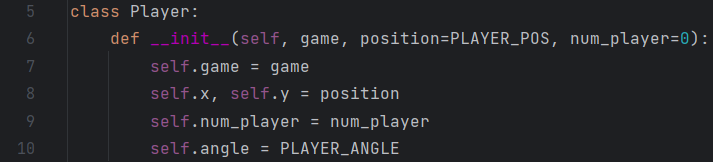 5 class Player:
6     def __init__(self, game, position=PLAYER_POS, num_player=0):
7         self.game = game
8         self.x, self.y = position
9         self.num_player = num_player
10         self.angle = PLAYER_ANGLE